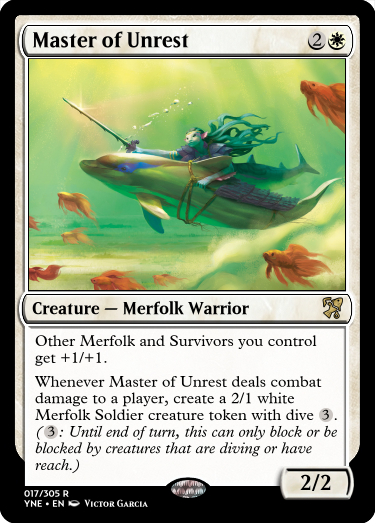 Master of Unrest 2
Creature — Merfolk Warrior
Other Merfolk and Survivors you control
get +1/+1.
Whenever Master of Unrest deals combat
damage to a player, create a 2/1 white
Merfolk Soldier creature token with dive 3.
(3: Until end of turn, this can only block or be
blocked by creatures that are diving or have
reach.)
2/2
017/305 R
YNE • EN Victor Garcia